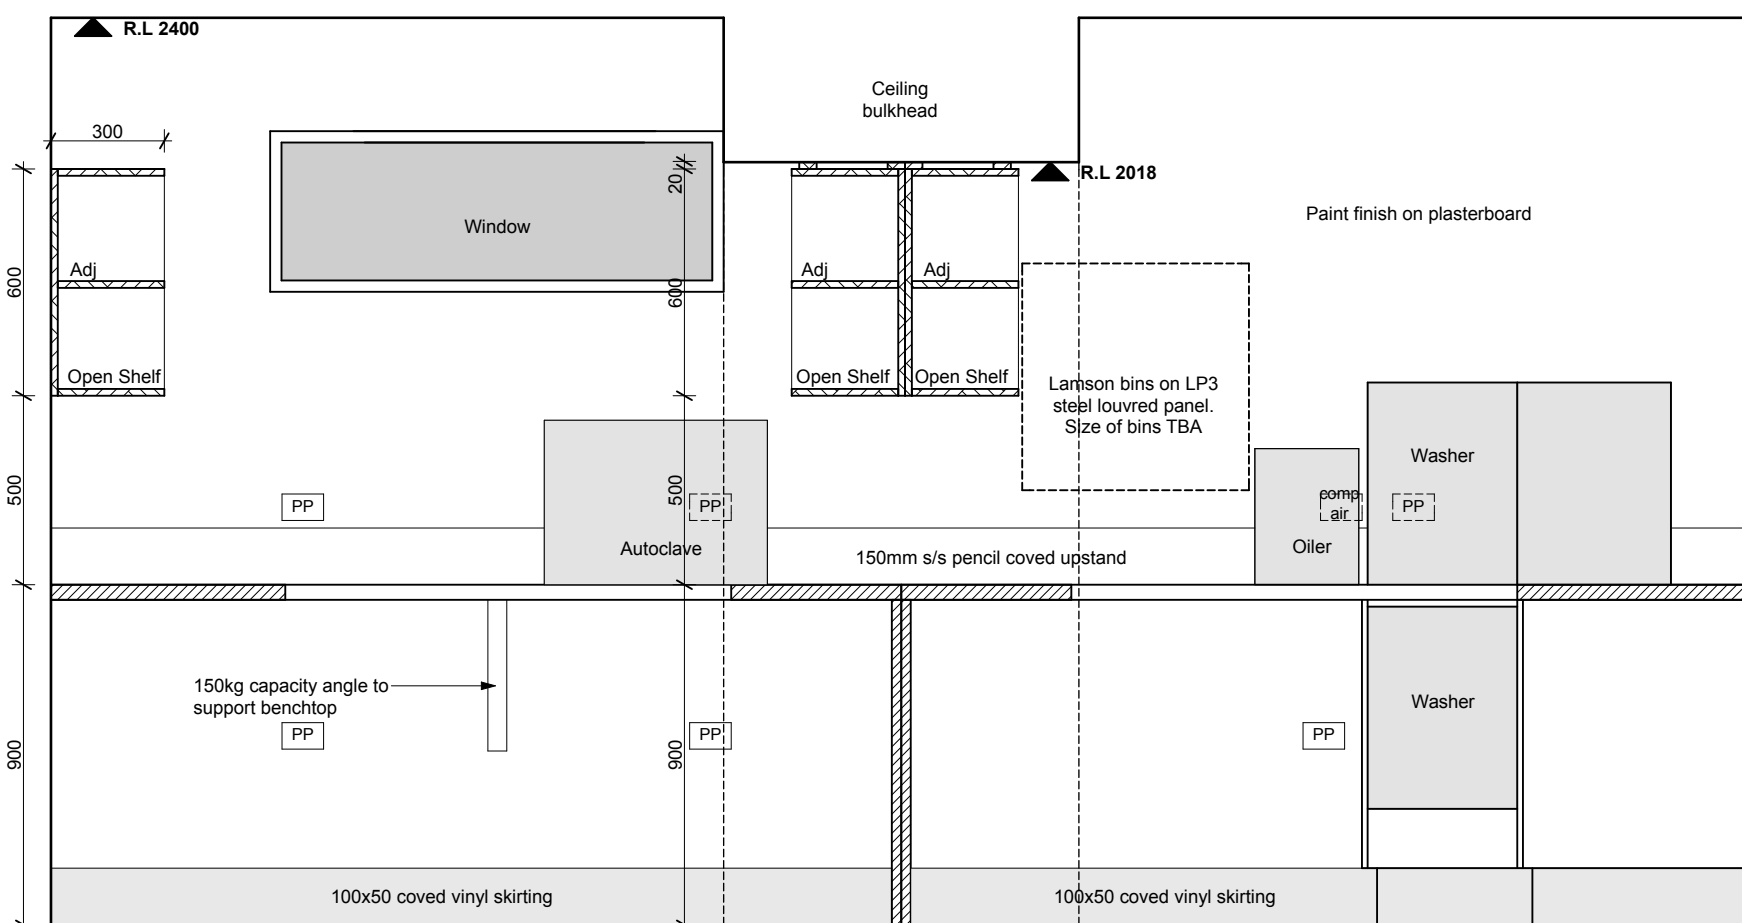 R.L 2400
Ceiling
bulkhead
300
20
R.L 2018
Paint finish on plasterboard
Window
600
Adj
600
Adj
Adj
Open Shelf
Open Shelf
Open Shelf
Lamson bins on LP3
steel louvred panel.
Size of bins TBA
Washer
500
PP
500
PP
comp
air
PP
Autoclave
150mm s/s pencil coved upstand
Oiler
150kg capacity angle to
support benchtop
Washer
900
PP
900
PP
PP
100x50 coved vinyl skirting
100x50 coved vinyl skirting